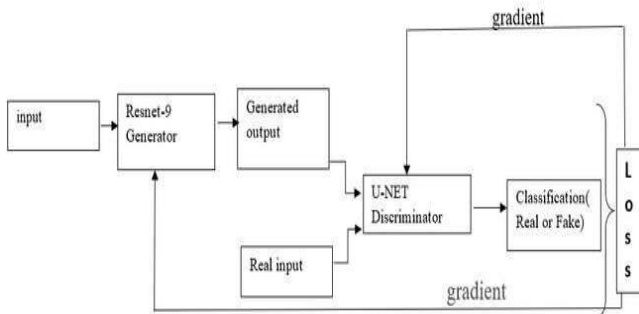 gradient
input
Resnet-9
Generator
Generated
output
U-NET
Discriminator
Classification(
Real or Fake)
L
o
s
s
Real input
gradient